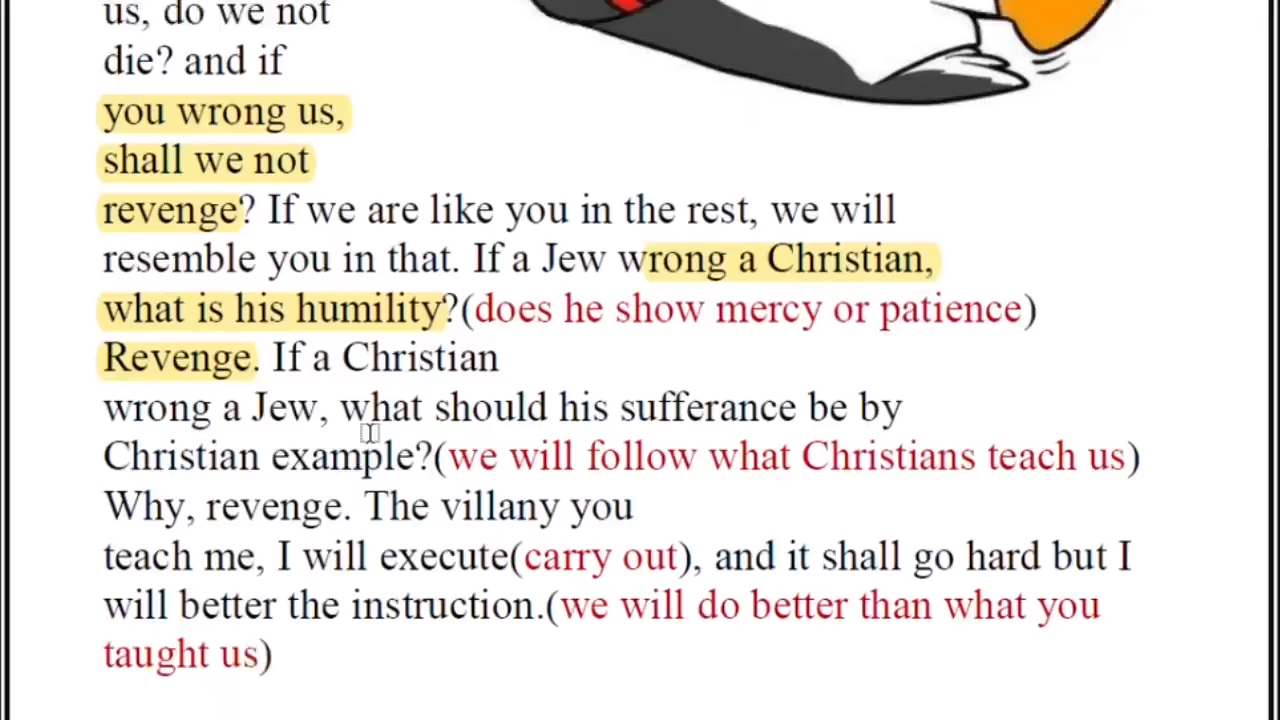 us, do we not
die? and if
you wrong us,
shall we not
revenge? If we are like you in the rest, we will
resemble you in that. If a Jew wrong a Christian,
what is his humility?(does he show mercy or patience)
Revenge. If a Christian
wrong a Jew, what should his sufferance be by
Christian example?(we will follow what Christians teach us)
Why, revenge. The villany you
teach me, I will execute(carry out), and it shall go hard but I
will better the instruction.(we will do better than what you
taught us)